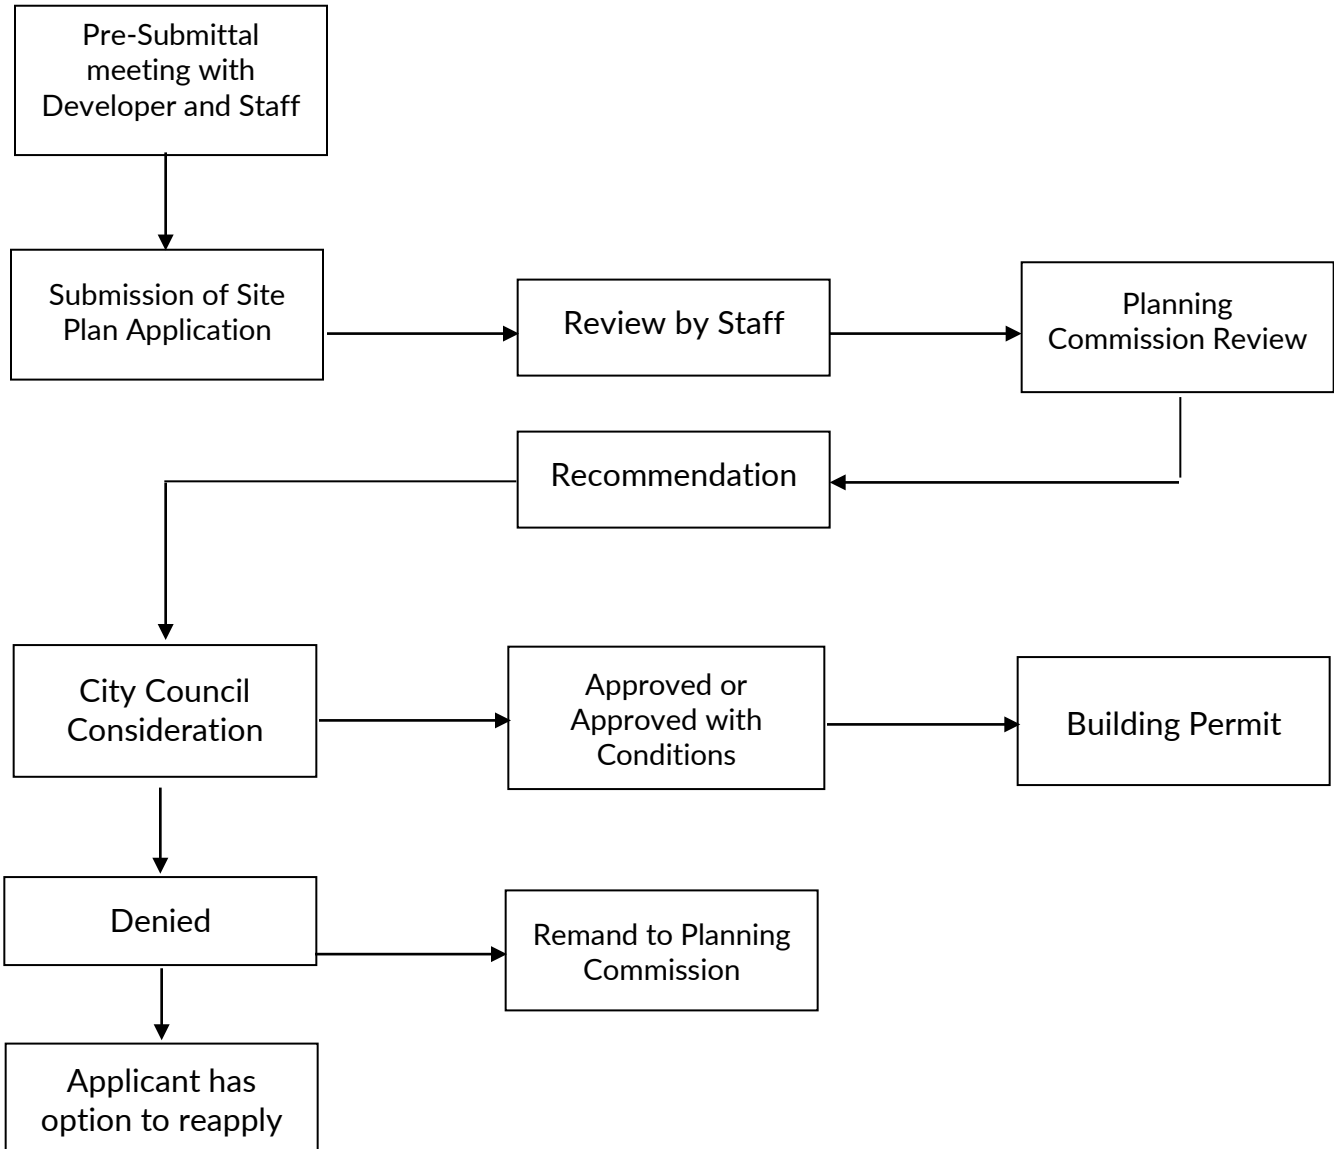 Pre-Submittal
meeting with
Developer and Staff
Submission of Site
Plan Application
Review by Staff
Planning
Commission Review
Recommendation
City Council
Consideration
Approved or
Approved with
Conditions
Building Permit
Denied
Remand to Planning
Commission
Applicant has
option to reapply